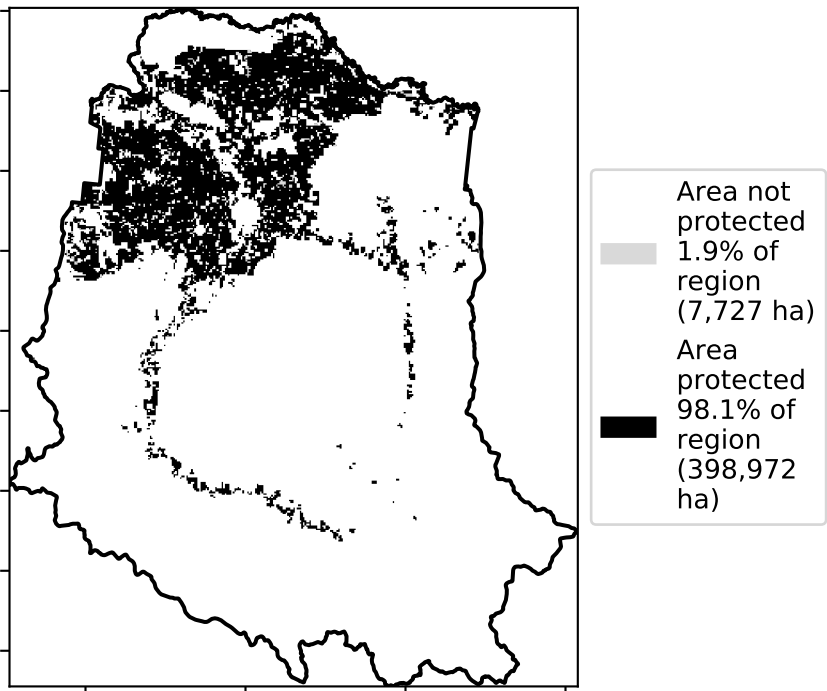 Area not
protected
1.9% of
region
(7,727 ha)
Area
protected
98.1% of
region
(398,972
ha)